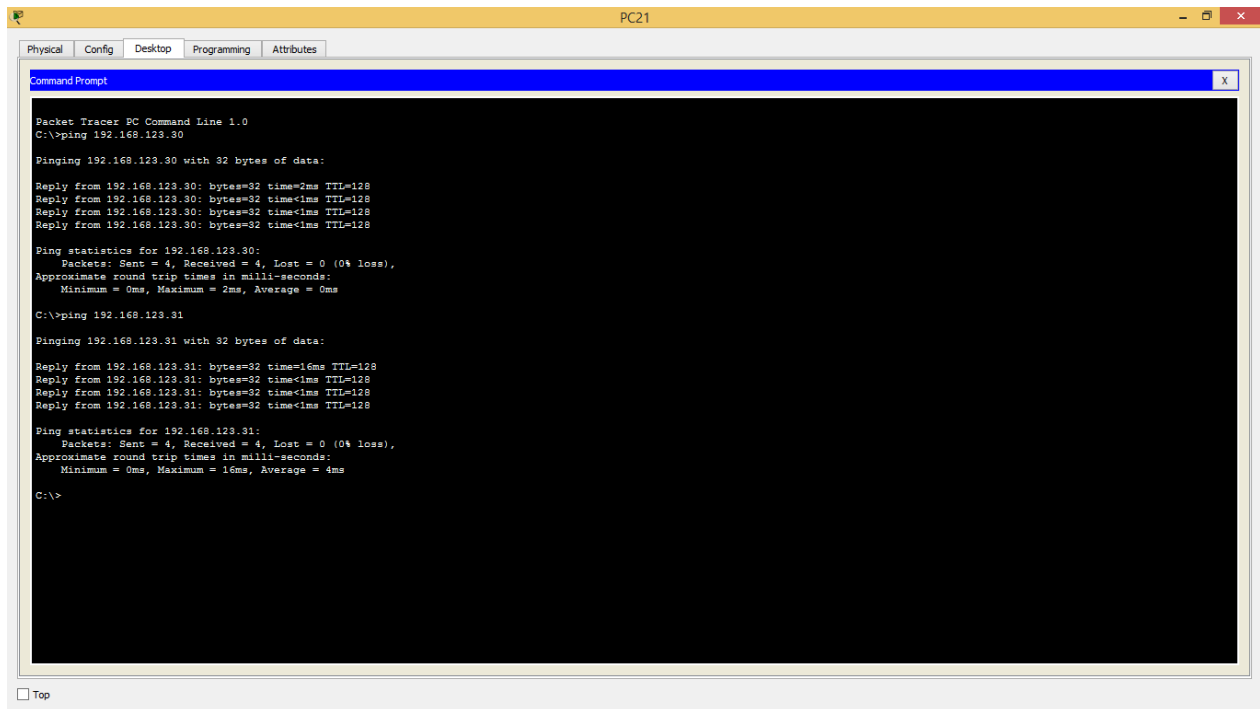 PC21
Physical Config Desktop Programming Attributes
Command Prompt
X
Packet Tracer PC Command Line 1.0
C:\>ping 192.168.123.30
Pinging 192.168.123.30 with 32 bytes of data:
Reply from 192.168.123.30: bytes=32 time=2ms TTL=128
Reply from 192.168.123.30: bytes=32 time<1ms TTL=128
Reply from 192.168.123.30: bytes=32 time<1ms TTL=128
Reply from 192.168.123.30: bytes=32 time<1ms TTL=128
Ping statistics for 192.168.123.30:
Packets: Sent = 4, Received = 4, Lost = 0 (0% loss),
Approximate round trip times in milli-seconds:
Minimum = 0ms, Maximum = 2ms, Average = 0ms
C:\>ping 192.168.123.31
Pinging 192.168.123.31 with 32 bytes of data:
Reply from 192.168.123.31: bytes=32 time=16ms TTL=128
Reply from 192.168.123.31: bytes=32 time<1ms TTL=128
Reply from 192.168.123.31: bytes=32 time<1ms TTL=128
Reply from 192.168.123.31: bytes=32 time<1ms TTL=128
Ping statistics for 192.168.123.31:
Packets: Sent = 4, Received = 4, Lost = 0 (0% loss),
Approximate round trip times in milli-seconds:
Minimum = 0ms, Maximum = 16ms, Average = 4ms
C:\>
Top